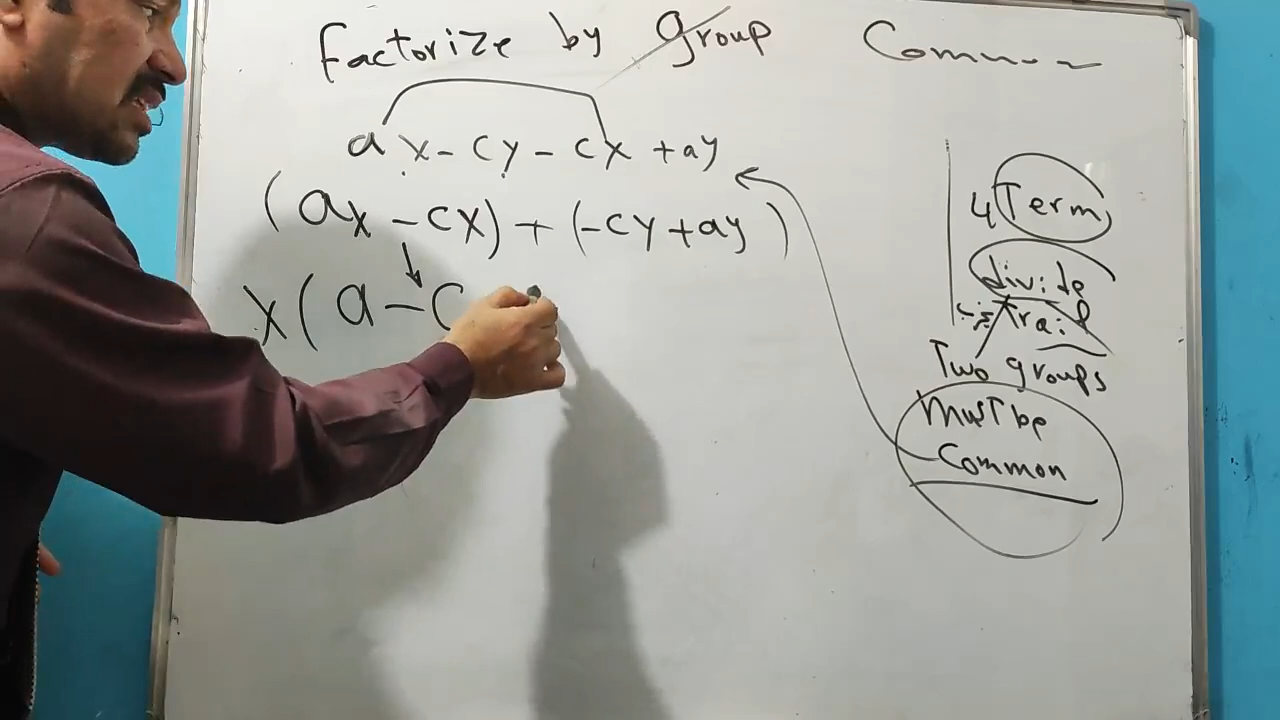 Factorize by group Common
ax - cy - cx + ay
(ax - cx) + (-cy + ay)
x(a - c
4 Term
divide
Trail
Two groups
Must be
Common